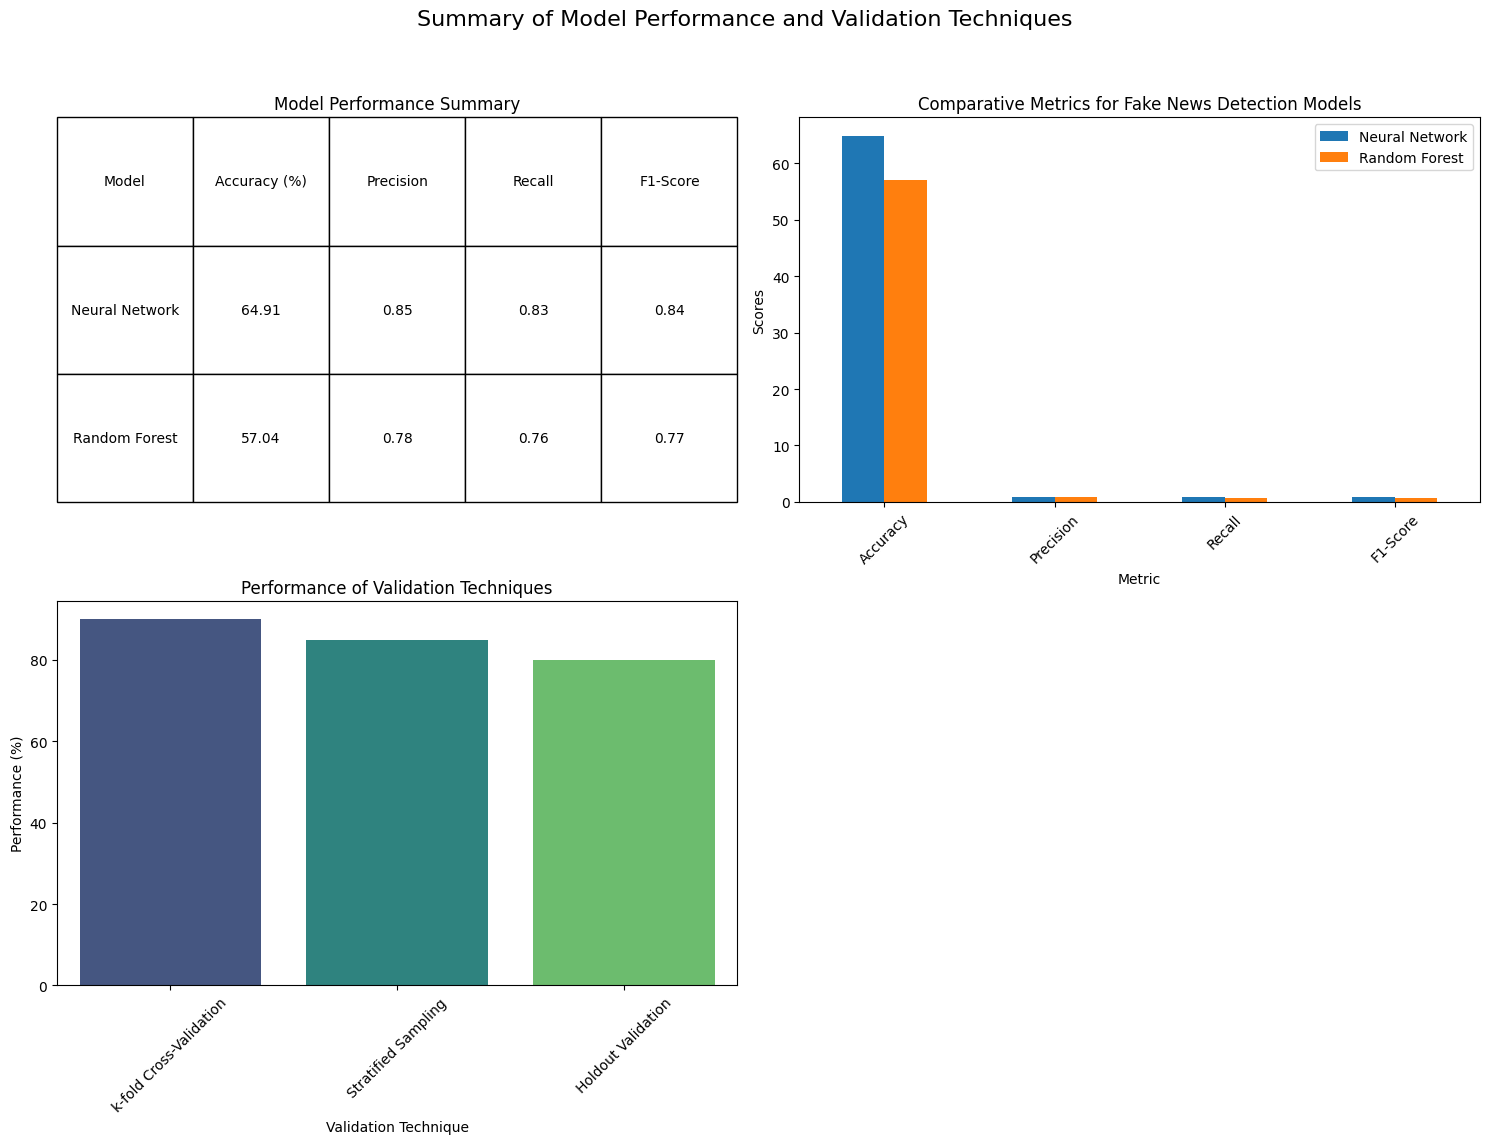 Summary of Model Performance and Validation Techniques
Model Performance Summary
Model Accuracy (%) Precision Recall F1-Score
Neural Network 64.91 0.85 0.83 0.84
Random Forest 57.04 0.78 0.76 0.77
Comparative Metrics for Fake News Detection Models
Neural Network
Random Forest
Scores
60
50
40
30
20
10
0
Accuracy Precision Recall F1-Score
Metric
Performance of Validation Techniques
Performance (%)
80
60
40
20
0
k-fold Cross-Validation Stratified Sampling Holdout Validation
Validation Technique